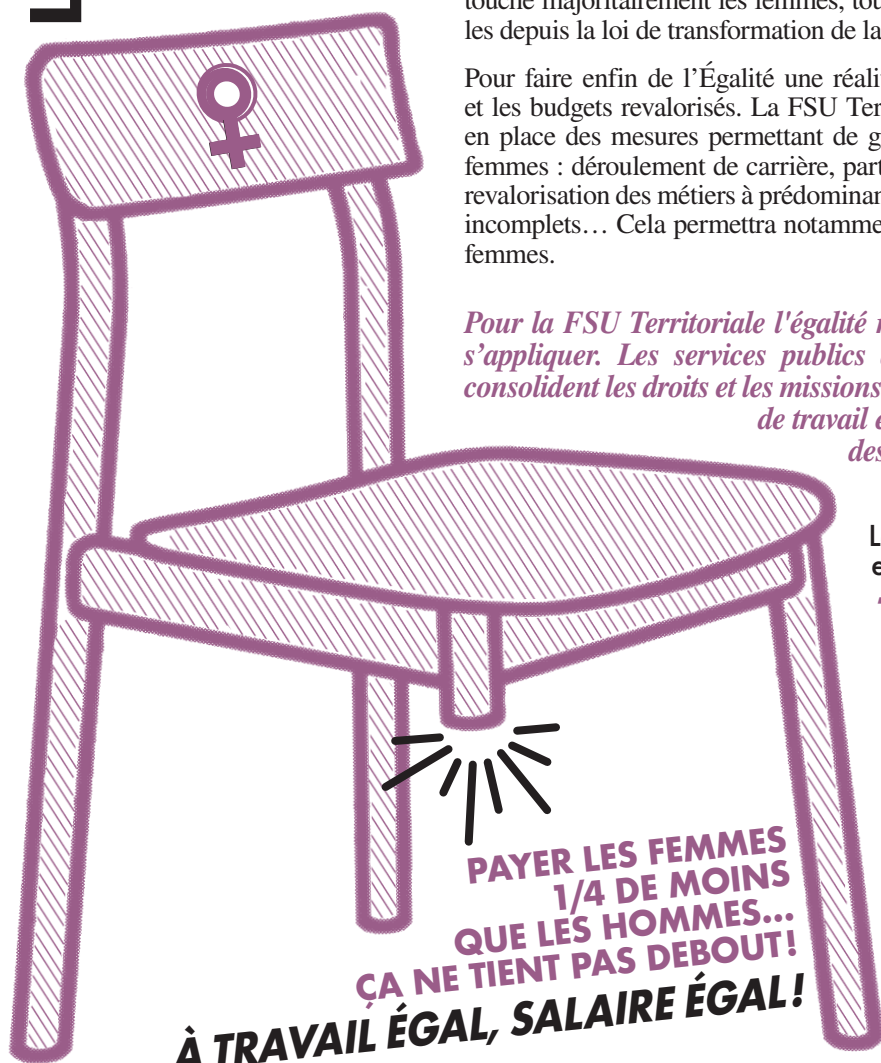 touche majoritairement les femmes, tou
les depuis la loi de transformation de la
Pour faire enfin de l'Égalité une réali
et les budgets revalorisés. La FSU Ter
en place des mesures permettant de g
femmes : déroulement de carrière, part
revalorisation des métiers à prédominan
incomplets… Cela permettra notamme
femmes.
Pour la FSU Territoriale l'égalité
s'appliquer. Les services publics
consolident les droits et les missions
de travail e
des
L
e
PAYER LES FEMMES
1/4 DE MOINS
QUE LES HOMMES...
ÇA NE TIENT PAS DEBOUT!
À TRAVAIL ÉGAL, SALAIRE ÉGAL!